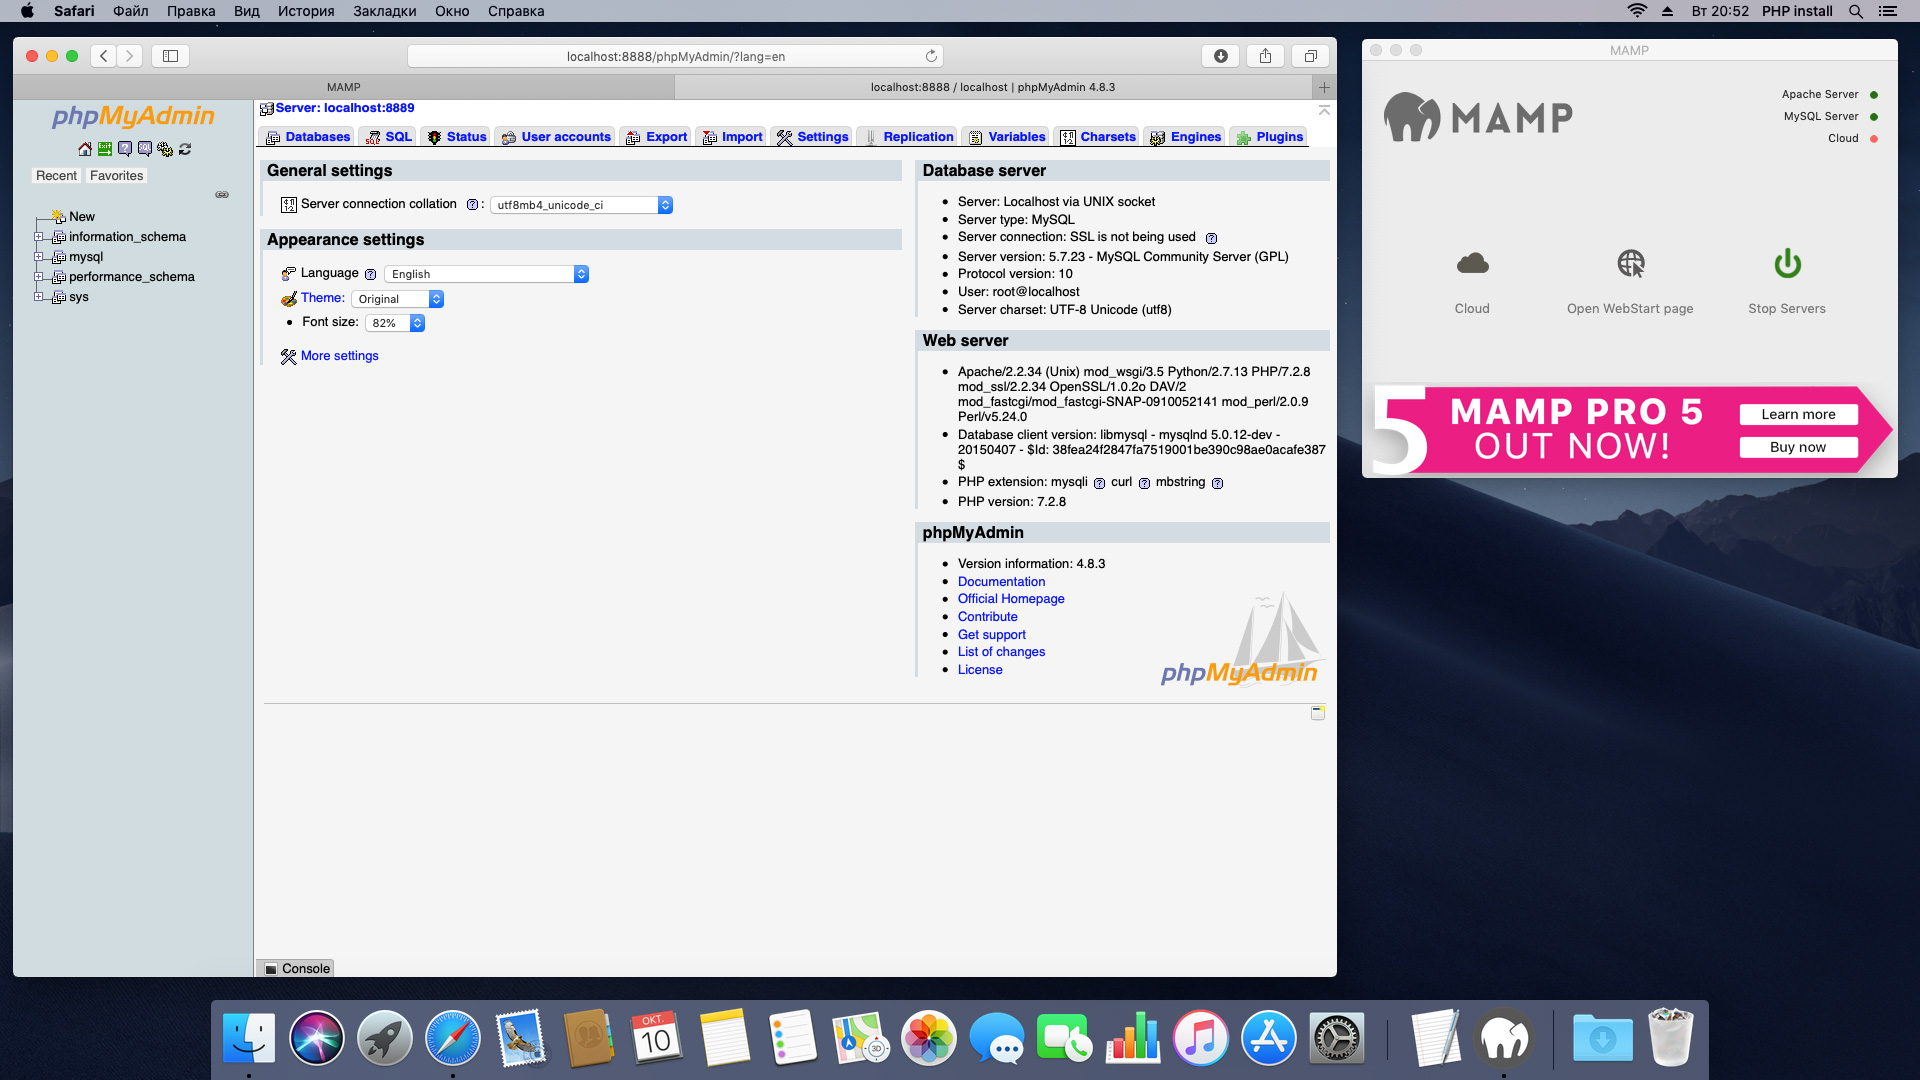 Safari Файл Правка Вид История Закладки Окно Справка
Вт 20:52 PHP install
localhost:8888/phpMyAdmin/?lang=en
MAMP
localhost:8888 / localhost | phpMyAdmin 4.8.3
phpMyAdmin
Recent Favorites
New
information_schema
mysql
performance_schema
sys
Server: localhost:8889
Databases SQL Status User accounts Export Import Settings Replication Variables Charsets Engines Plugins
General settings
Server connection collation : utf8mb4_unicode_ci
Appearance settings
Language English
Theme: Original
Font size: 82%
More settings
Database server
Server: Localhost via UNIX socket
Server type: MySQL
Server connection: SSL is not being used
Server version: 5.7.23 - MySQL Community Server (GPL)
Protocol version: 10
User: root@localhost
Server charset: UTF-8 Unicode (utf8)
Web server
Apache/2.2.34 (Unix) mod_wsgi/3.5 Python/2.7.13 PHP/7.2.8
mod_ssl/2.2.34 OpenSSL/1.0.2o DAV/2
mod_fastcgi/mod_fastcgi-SNAP-0910052141 mod_perl/2.0.9
Perl/v5.24.0
Database client version: libmysql - mysqlnd 5.0.12-dev -
20150407 - $Id: 38fea24f2847fa7519001be390c98ae0acafe387
$
PHP extension: mysqli curl mbstring
PHP version: 7.2.8
phpMyAdmin
Version information: 4.8.3
Documentation
Official Homepage
Contribute
Get support
List of changes
License
phpMyAdmin
Console
MAMP
MAMP
Apache Server
MySQL Server
Cloud
Cloud
Open WebStart page
Stop Servers
5
MAMP PRO 5
OUT NOW!
Learn more
Buy now
ОКТ.
10
3D